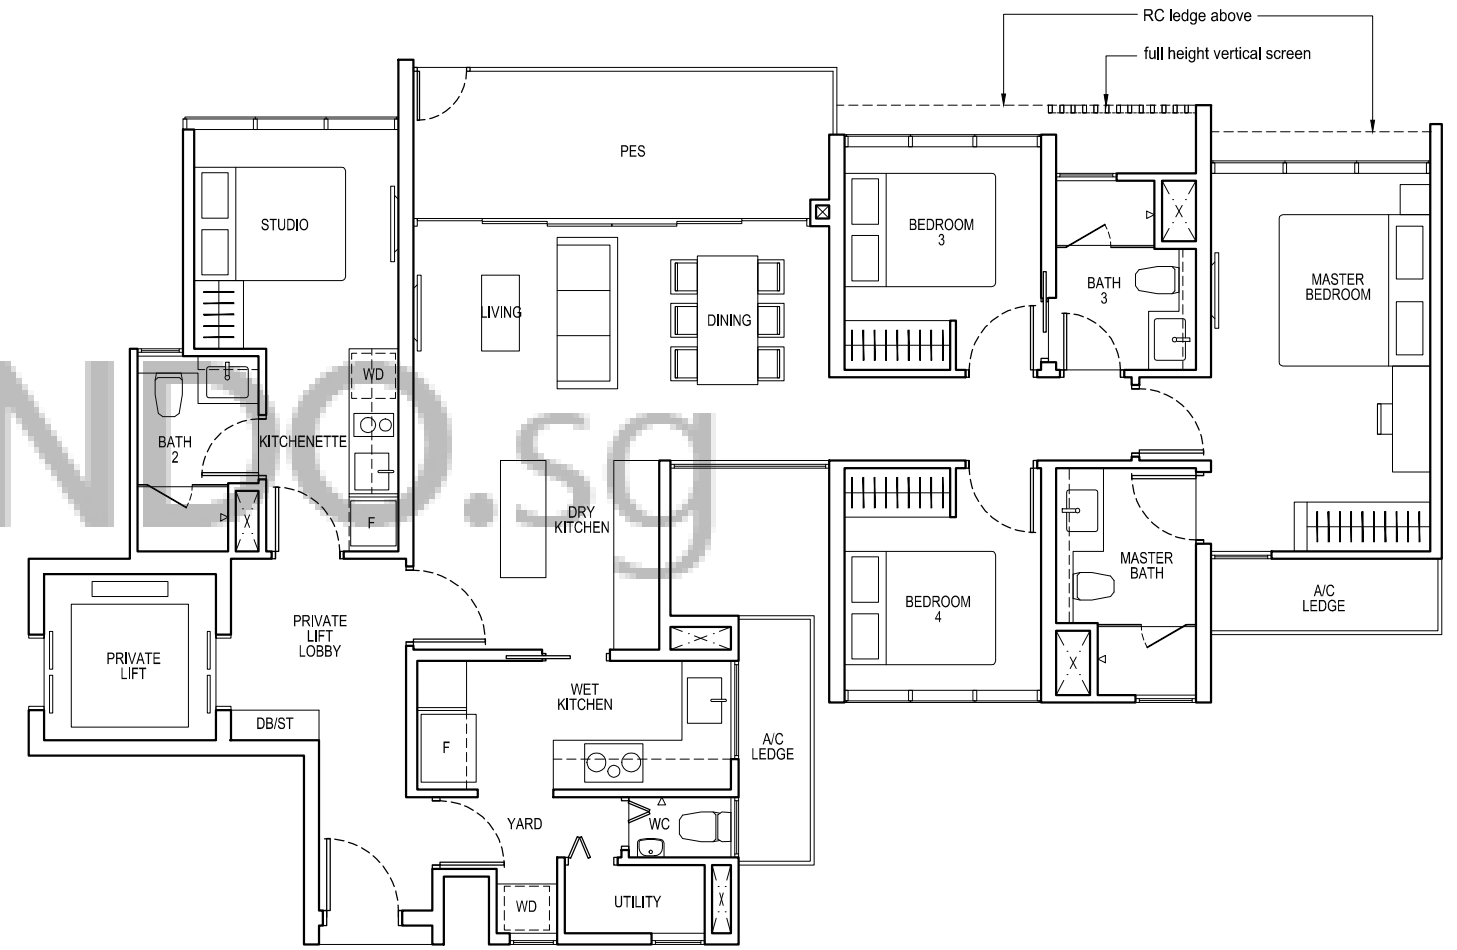 RC ledge above
full height vertical screen
PES
STUDIO
BEDROOM
3
BATH
3
MASTER
BEDROOM
LIVING
DINING
WD
BATH
2
KITCHENETTE
F
DRY
KITCHEN
NDO.sg
PRIVATE
LIFT
LOBBY
PRIVATE
LIFT
DB/ST
BEDROOM
4
MASTER
BATH
A/C
LEDGE
WET
KITCHEN
F
A/C
LEDGE
YARD
WC
WD
UTILITY